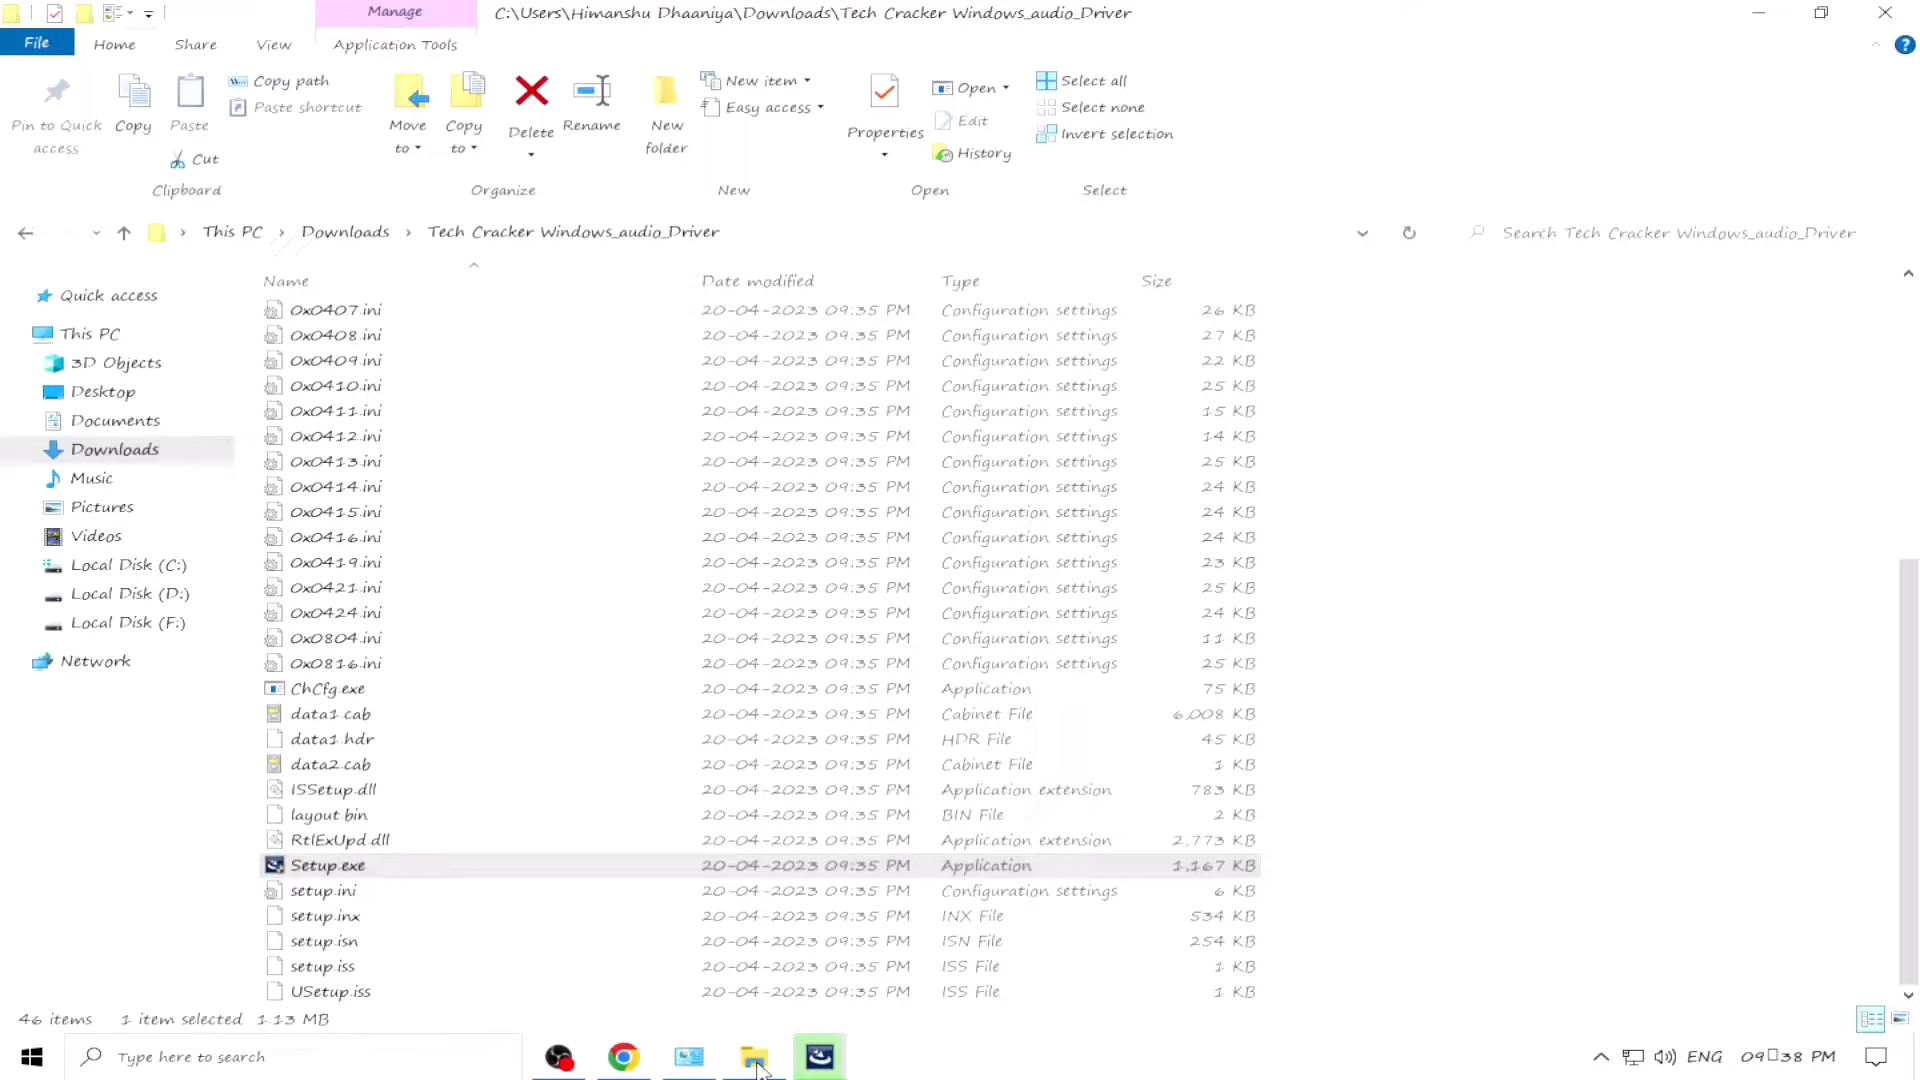 Manage
C:\Users\Himanshu Dhaaniya\Downloads\Tech Cracker Windows_audio_Driver
File Home Share View Application Tools
?
Pin to Quick access
Copy
Paste
Copy path
Paste shortcut
Cut
Clipboard
Move to
Copy to
Delete
Rename
Organize
New folder
New item
Easy access
New
Properties
Open
Edit
History
Open
Select all
Select none
Invert selection
Select
This PC › Downloads › Tech Cracker Windows_audio_Driver
Search Tech Cracker Windows_audio_Driver
Quick access
This PC
3D Objects
Desktop
Documents
Downloads
Music
Pictures
Videos
Local Disk (C:)
Local Disk (D:)
Local Disk (F:)
Network
Name Date modified Type Size
0x0407.ini 20-04-2023 09:35 PM Configuration settings 26 KB
0x0408.ini 20-04-2023 09:35 PM Configuration settings 27 KB
0x0409.ini 20-04-2023 09:35 PM Configuration settings 22 KB
0x0410.ini 20-04-2023 09:35 PM Configuration settings 25 KB
0x0411.ini 20-04-2023 09:35 PM Configuration settings 15 KB
0x0412.ini 20-04-2023 09:35 PM Configuration settings 14 KB
0x0413.ini 20-04-2023 09:35 PM Configuration settings 25 KB
0x0414.ini 20-04-2023 09:35 PM Configuration settings 24 KB
0x0415.ini 20-04-2023 09:35 PM Configuration settings 24 KB
0x0416.ini 20-04-2023 09:35 PM Configuration settings 24 KB
0x0419.ini 20-04-2023 09:35 PM Configuration settings 23 KB
0x0421.ini 20-04-2023 09:35 PM Configuration settings 25 KB
0x0424.ini 20-04-2023 09:35 PM Configuration settings 24 KB
0x0804.ini 20-04-2023 09:35 PM Configuration settings 11 KB
0x0816.ini 20-04-2023 09:35 PM Configuration settings 25 KB
ChCfg.exe 20-04-2023 09:35 PM Application 75 KB
data1.cab 20-04-2023 09:35 PM Cabinet File 6,008 KB
data1.hdr 20-04-2023 09:35 PM HDR File 45 KB
data2.cab 20-04-2023 09:35 PM Cabinet File 1 KB
ISSetup.dll 20-04-2023 09:35 PM Application extension 783 KB
layout.bin 20-04-2023 09:35 PM BIN File 2 KB
RtlExUpd.dll 20-04-2023 09:35 PM Application extension 2,773 KB
Setup.exe 20-04-2023 09:35 PM Application 1,167 KB
setup.ini 20-04-2023 09:35 PM Configuration settings 6 KB
setup.inx 20-04-2023 09:35 PM INX File 534 KB
setup.isn 20-04-2023 09:35 PM ISN File 254 KB
setup.iss 20-04-2023 09:35 PM ISS File 1 KB
USetup.iss 20-04-2023 09:35 PM ISS File 1 KB
46 items 1 item selected 1.13 MB
Type here to search
ENG 09▯38 PM